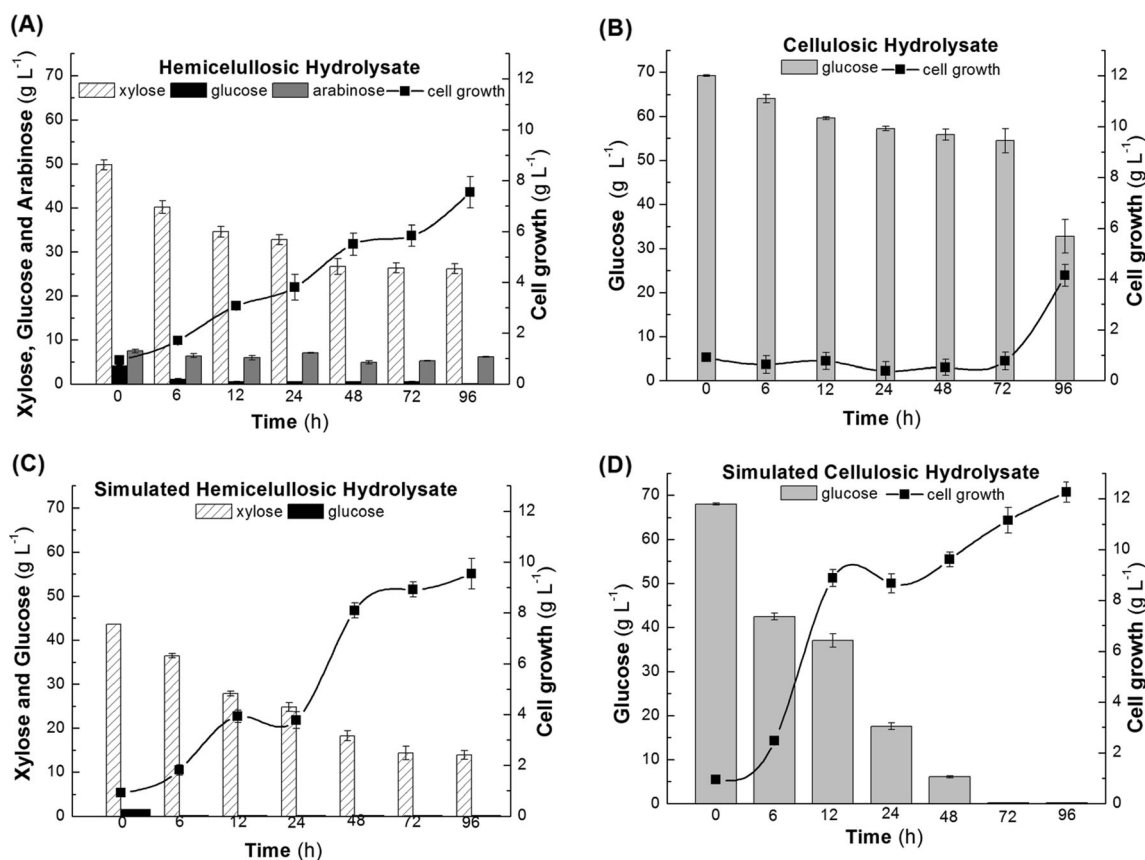 (A)
Hemicelullosic Hydrolysate
xylose glucose arabinose cell growth
Xylose, Glucose and Arabinose (g L-1)
70
60
50
40
30
20
10
0
12
10
8
6
4
2
0
Cell growth (g L-1)
0 6 12 24 48 72 96
Time (h)
(B)
Cellulosic Hydrolysate
glucose cell growth
Glucose (g L-1)
70
60
50
40
30
20
10
0
12
10
8
6
4
2
0
Cell growth (g L-1)
0 6 12 24 48 72 96
Time (h)
(C)
Simulated Hemicelullosic Hydrolysate
xylose glucose
Xylose and Glucose (g L-1)
70
60
50
40
30
20
10
0
12
10
8
6
4
2
0
Cell growth (g L-1)
0 6 12 24 48 72 96
Time (h)
(D)
Simulated Cellulosic Hydrolysate
glucose cell growth
Glucose (g L-1)
70
60
50
40
30
20
10
0
12
10
8
6
4
2
0
Cell growth (g L-1)
0 6 12 24 48 72 96
Time (h)